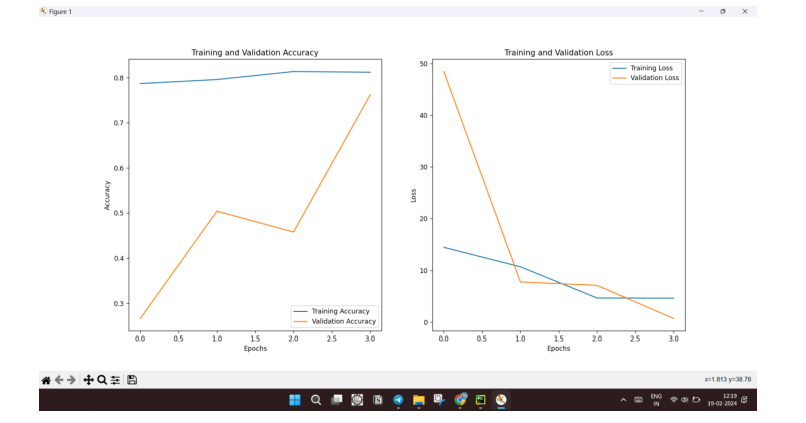 Figure 1
Training and Validation Accuracy
0.8
0.7
0.6
0.5
0.4
0.3
Accuracy
Training Accuracy
Validation Accuracy
0.0 0.5 1.0 1.5 2.0 2.5 3.0
Epochs
Training and Validation Loss
50
40
30
20
10
0
Loss
Training Loss
Validation Loss
0.0 0.5 1.0 1.5 2.0 2.5 3.0
Epochs
x=1.813 y=38.78
ENG
IN
12:19
19-02-2024